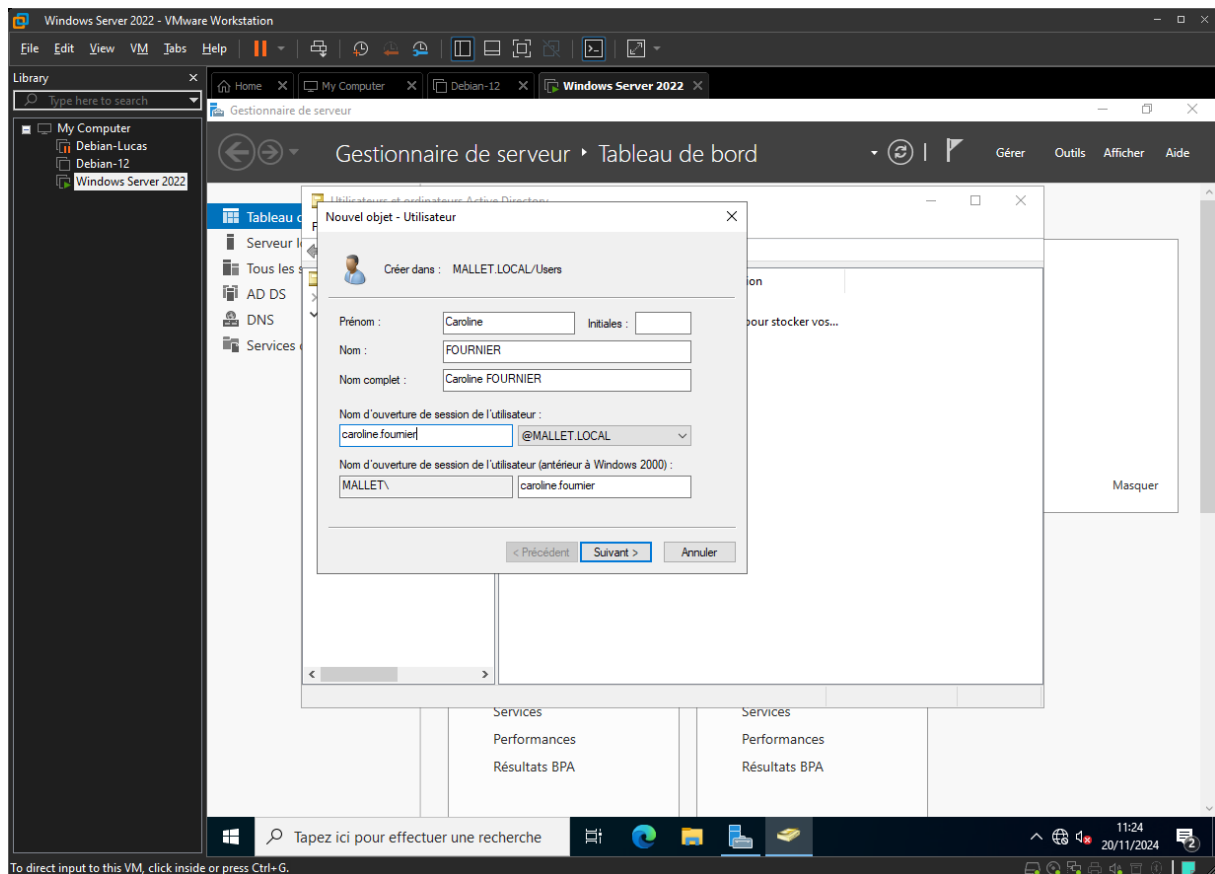 Windows Server 2022 - VMware Workstation
File Edit View VM Tabs Help
Library
Type here to search
My Computer
Debian-Lucas
Debian-12
Windows Server 2022
Home My Computer Debian-12 Windows Server 2022
Gestionnaire de serveur
Gestionnaire de serveur Tableau de bord
Gérer Outils Afficher Aide
Utilisateurs et ordinateurs Active Directory
Tableau
Serveur
Tous les
AD DS
DNS
Services
Nouvel objet - Utilisateur
Créer dans : MALLET.LOCAL/Users
Prénom : Caroline Initiales :
Nom : FOURNIER
Nom complet : Caroline FOURNIER
Nom d'ouverture de session de l'utilisateur :
caroline.fournier @MALLET.LOCAL
Nom d'ouverture de session de l'utilisateur (antérieur à Windows 2000) :
MALLET\ caroline.fournier
< Précédent Suivant > Annuler
ion
pour stocker vos...
Masquer
Services
Performances
Résultats BPA
Services
Performances
Résultats BPA
Tapez ici pour effectuer une recherche
11:24
20/11/2024
2
To direct input to this VM, click inside or press Ctrl+G.